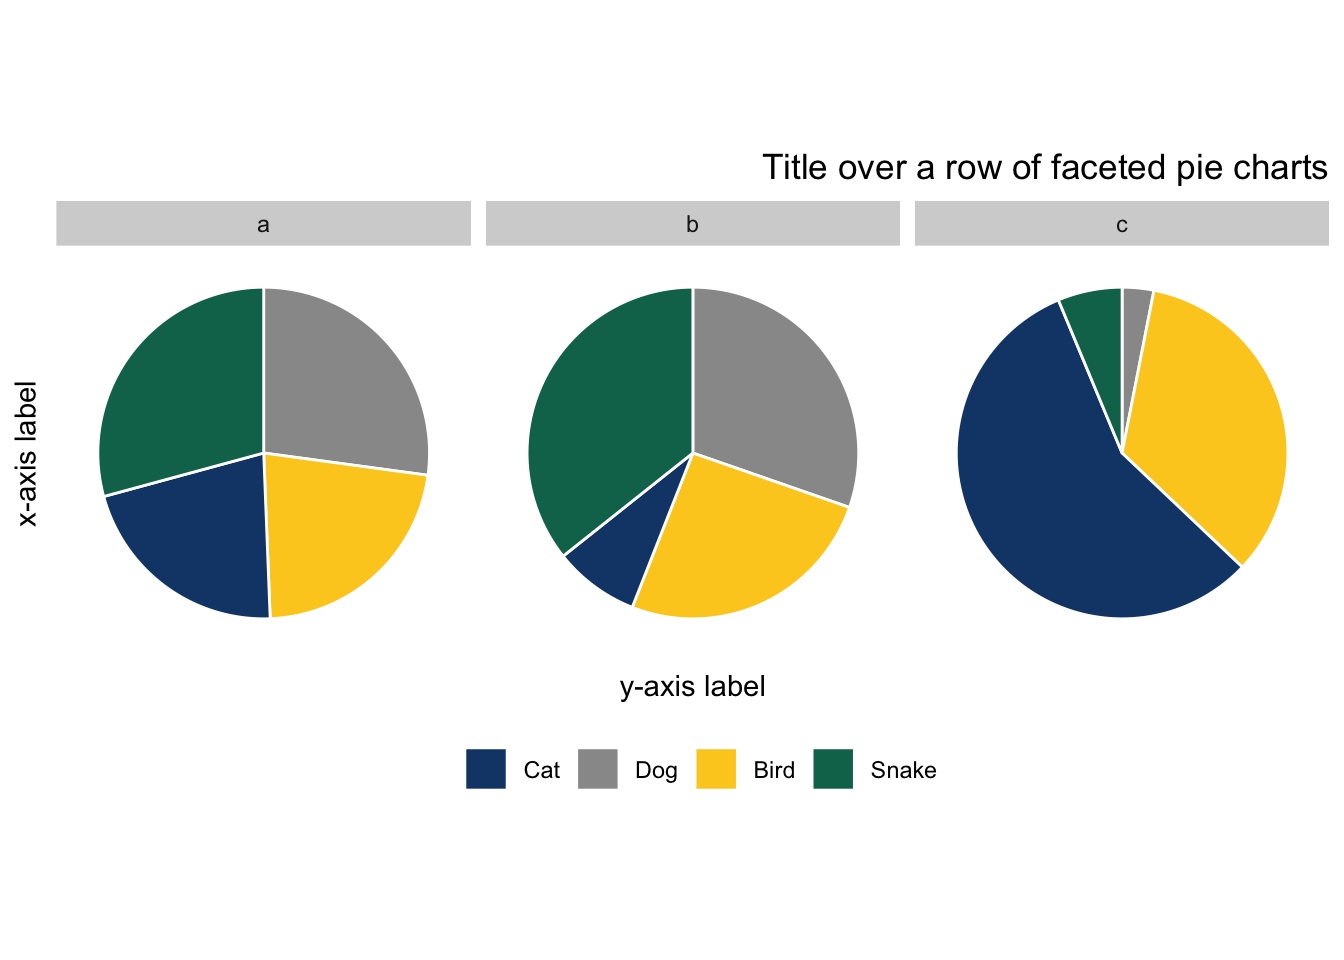 Title over a row of faceted pie charts
a
b
c
x-axis label
y-axis label
Cat
Dog
Bird
Snake